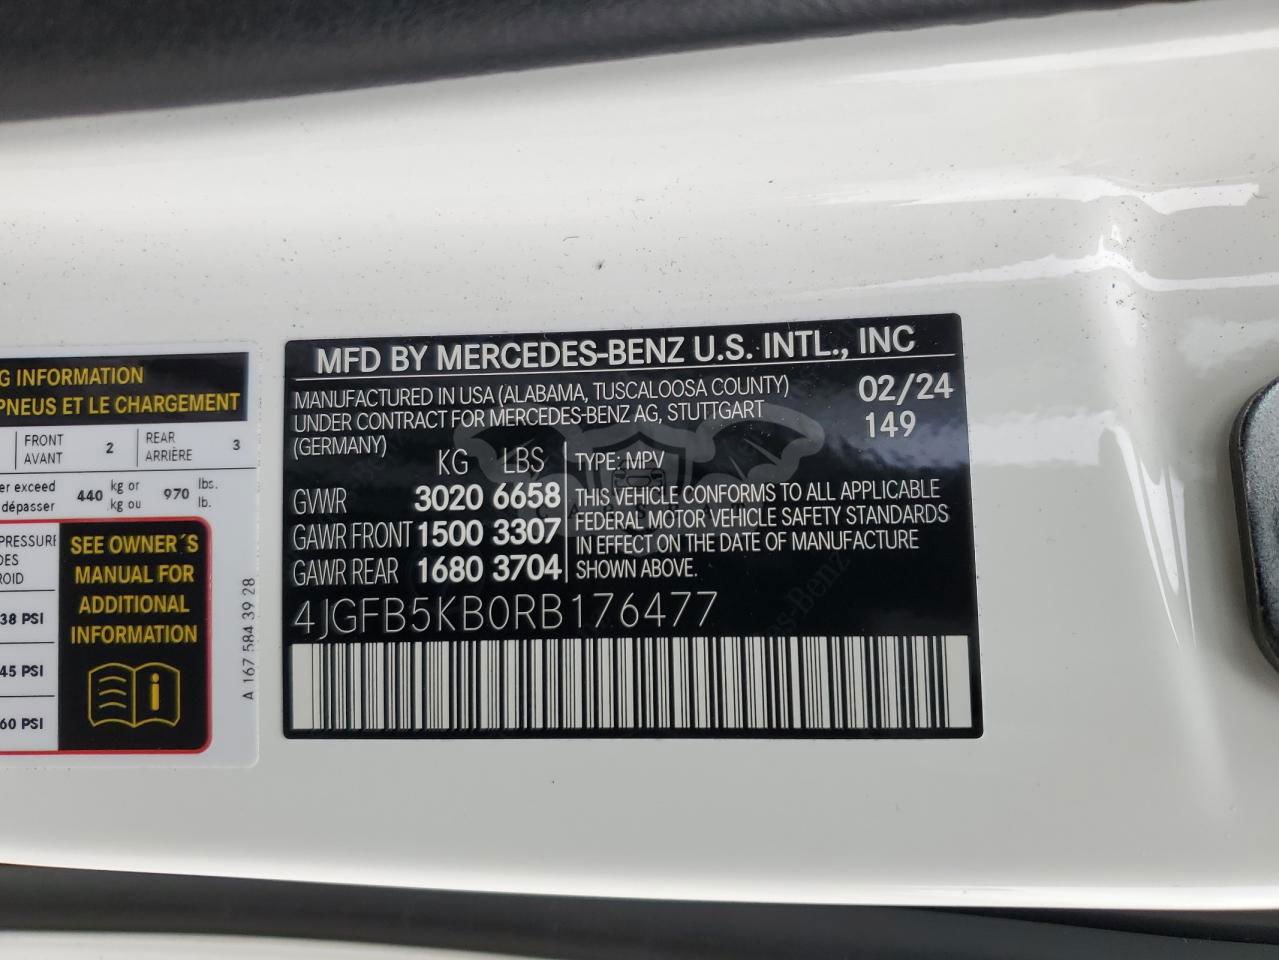 G INFORMATION
PNEUS ET LE CHARGEMENT
FRONT
AVANT
2
REAR
ARRIÈRE
3
er exceed
dépasser
440
kg or
kg ou
970
lbs.
lb.
PRESSURE
DES
ROID
38 PSI
45 PSI
60 PSI
SEE OWNER´S
MANUAL FOR
ADDITIONAL
INFORMATION
A 167 584 39 28
MFD BY MERCEDES-BENZ U.S. INTL., INC
MANUFACTURED IN USA (ALABAMA, TUSCALOOSA COUNTY)
UNDER CONTRACT FOR MERCEDES-BENZ AG, STUTTGART
(GERMANY)
02/24
149
KG LBS
GVWR 3020 6658
GAWR FRONT 1500 3307
GAWR REAR 1680 3704
TYPE: MPV
THIS VEHICLE CONFORMS TO ALL APPLICABLE
FEDERAL MOTOR VEHICLE SAFETY STANDARDS
IN EFFECT ON THE DATE OF MANUFACTURE
SHOWN ABOVE.
4JGFB5KB0RB176477